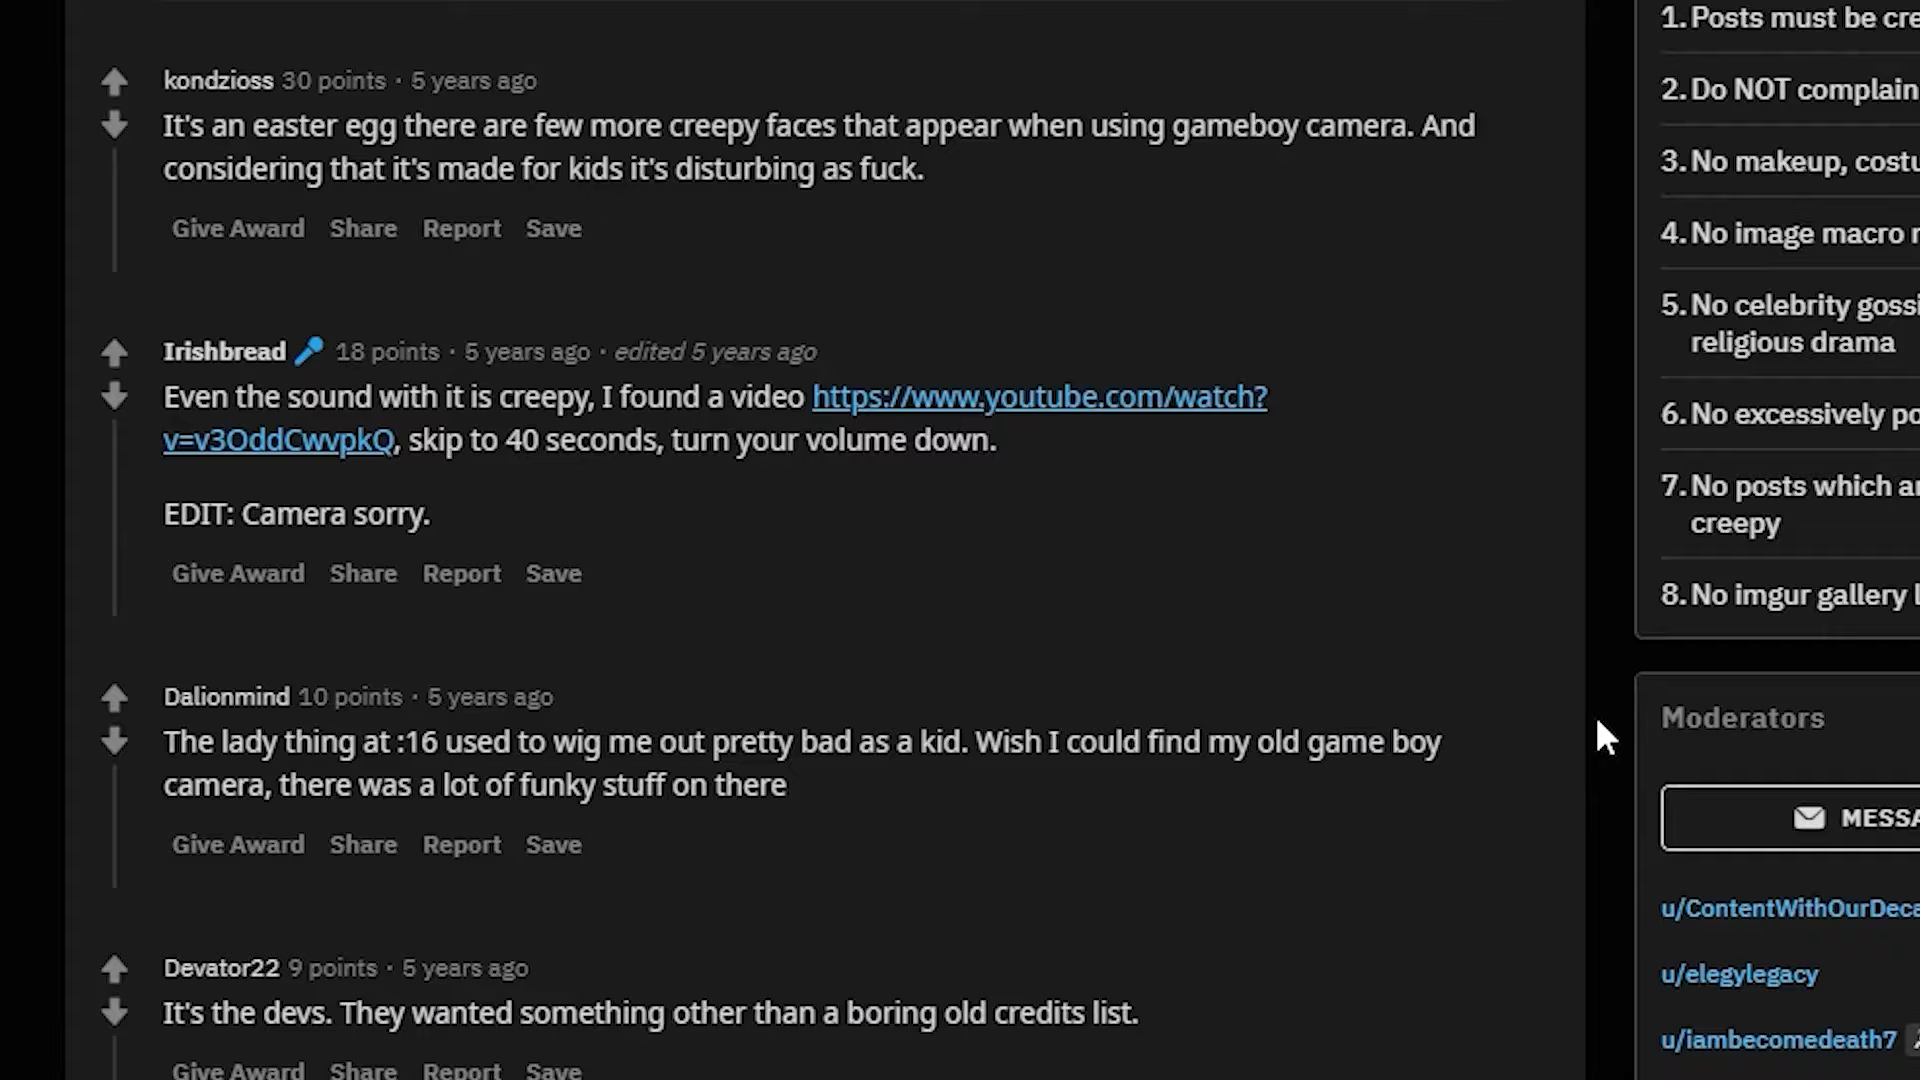 kondzioss 30 points · 5 years ago
It's an easter egg there are few more creepy faces that appear when using gameboy camera. And
considering that it's made for kids it's disturbing as fuck.
Give Award Share Report Save
Irishbread 18 points · 5 years ago · edited 5 years ago
Even the sound with it is creepy, I found a video https://www.youtube.com/watch?
v=v3OddCwvpkQ, skip to 40 seconds, turn your volume down.
EDIT: Camera sorry.
Give Award Share Report Save
Dalionmind 10 points · 5 years ago
The lady thing at :16 used to wig me out pretty bad as a kid. Wish I could find my old game boy
camera, there was a lot of funky stuff on there
Give Award Share Report Save
Devator22 9 points · 5 years ago
It's the devs. They wanted something other than a boring old credits list.
Give Award Share Report Save
1. Posts must be cre
2. Do NOT complain
3. No makeup, costu
4. No image macro
5. No celebrity gossi
religious drama
6. No excessively po
7. No posts which ar
creepy
8. No imgur gallery
Moderators
MESSA
u/ContentWithOurDeca
u/elegylegacy
u/iambecomedeath7